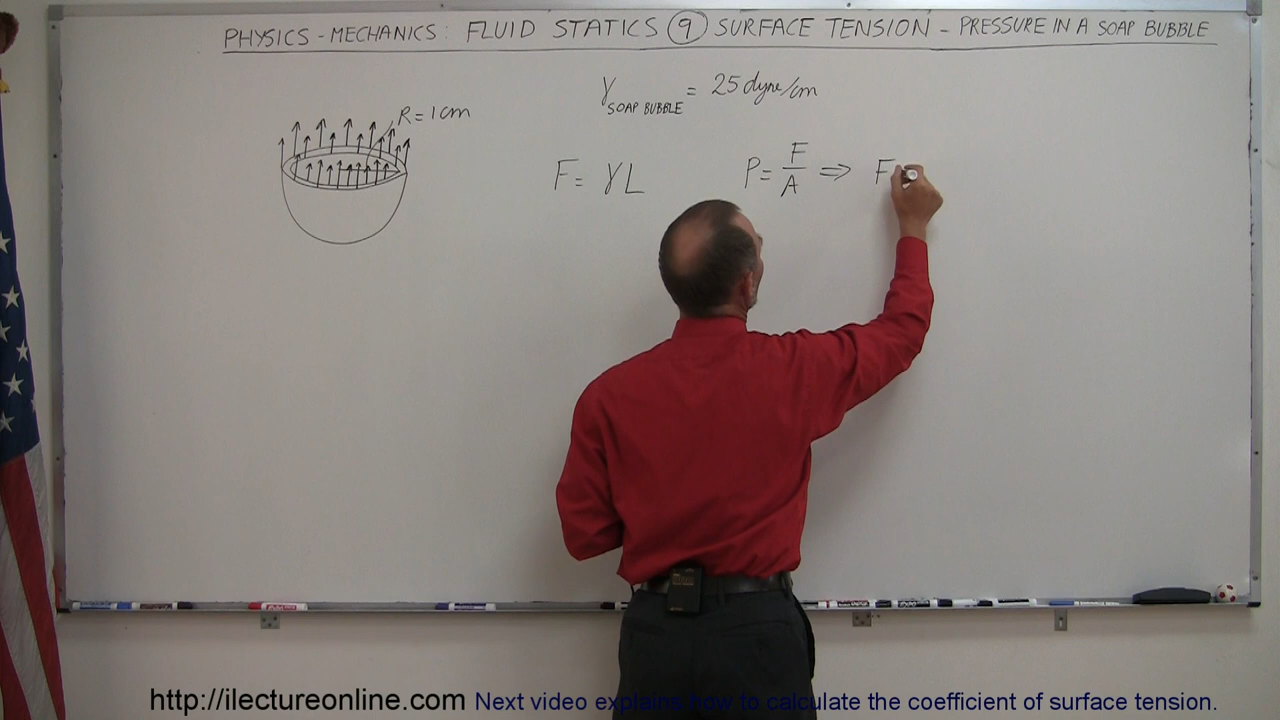 PHYSICS - MECHANICS: FLUID STATICS 9 SURFACE TENSION - PRESSURE IN A SOAP BUBBLE
γ SOAP BUBBLE = 25 dyne/cm
R = 1 cm
F = γL P = F/A ⇒ F
http://ilectureonline.com Next video explains how to calculate the coefficient of surface tension.